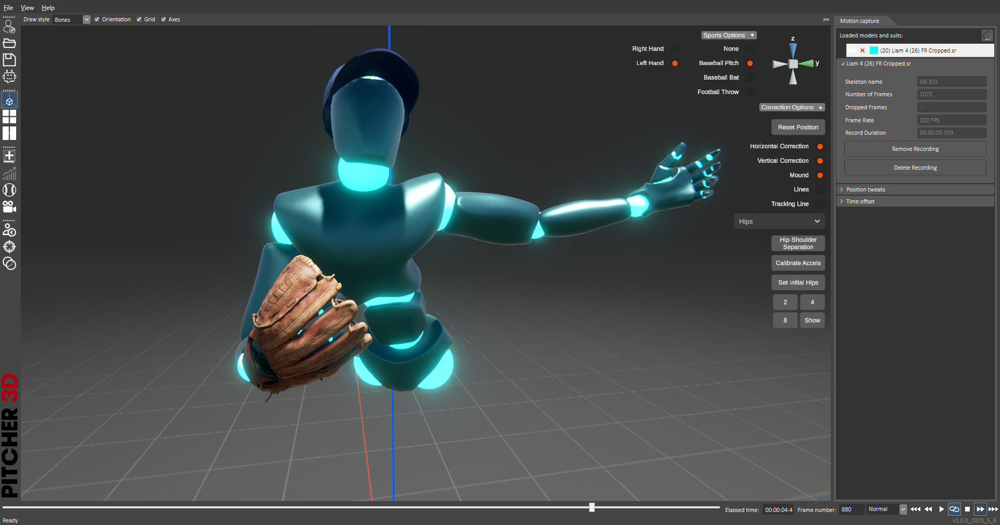 File View Help
Draw style Bones Orientation Grid Axes >>
Sports Options
Right Hand None
Left Hand Baseball Pitch
Baseball Bat
Football Throw
z
y
Correction Options
Reset Position
Horizontal Correction
Vertical Correction
Mound
Lines
Tracking Line
Hips
Hip-Shoulder
Separation
Calibrate Accels
Set Initial Hips
2 4
8 Show
Motion capture
Loaded models and suits:
(20) Liam 4 (26) FR Cropped.sr
Liam 4 (26) FR Cropped.sr
Skeleton name G6-32s
Number of Frames 1072
Dropped Frames 0
Frame Rate 200 FPS
Record Duration 00:00:05:359
Remove Recording
Delete Recording
Position tweaks
Time offset
PITCHER 3D
Elapsed time: 00:00:04:4 Frame number: 880 Normal
Ready
v2.0.0_2025_5_6